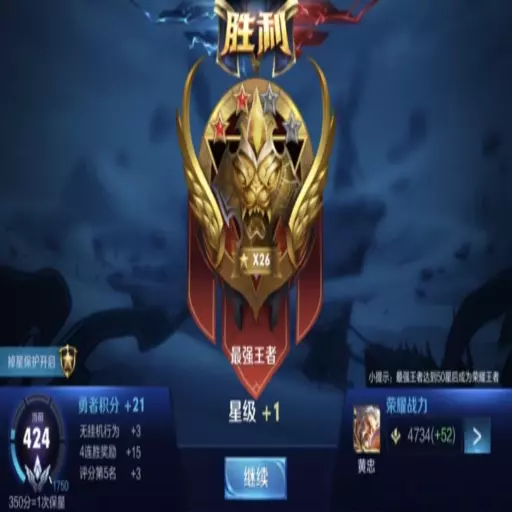 胜利
X26
最强王者
掉星保护开启
小提示：最强王者达到50星后成为荣耀王者
勇者积分 +21
星级 +1
荣耀战力
当前
424
无挂机行为 +3
4连胜奖励 +15
评分第5名 +3
4734(+52)
黄忠
继续
1750
350分=1次保星